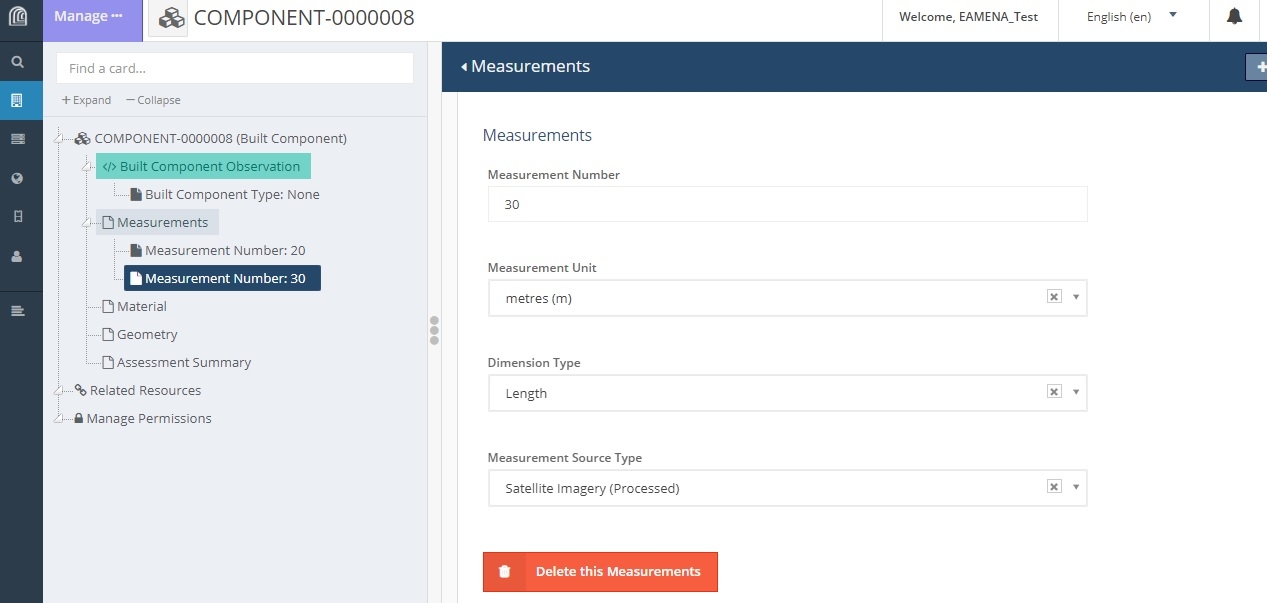 Manage
COMPONENT-0000008
Welcome, EAMENA_Test
English (en)
Find a card...
Expand
Collapse
COMPONENT-0000008 (Built Component)
</> Built Component Observation
Built Component Type: None
Measurements
Measurement Number: 20
Measurement Number: 30
Material
Geometry
Assessment Summary
Related Resources
Manage Permissions
Measurements
Measurements
Measurement Number
30
Measurement Unit
metres (m)
Dimension Type
Length
Measurement Source Type
Satellite Imagery (Processed)
Delete this Measurements